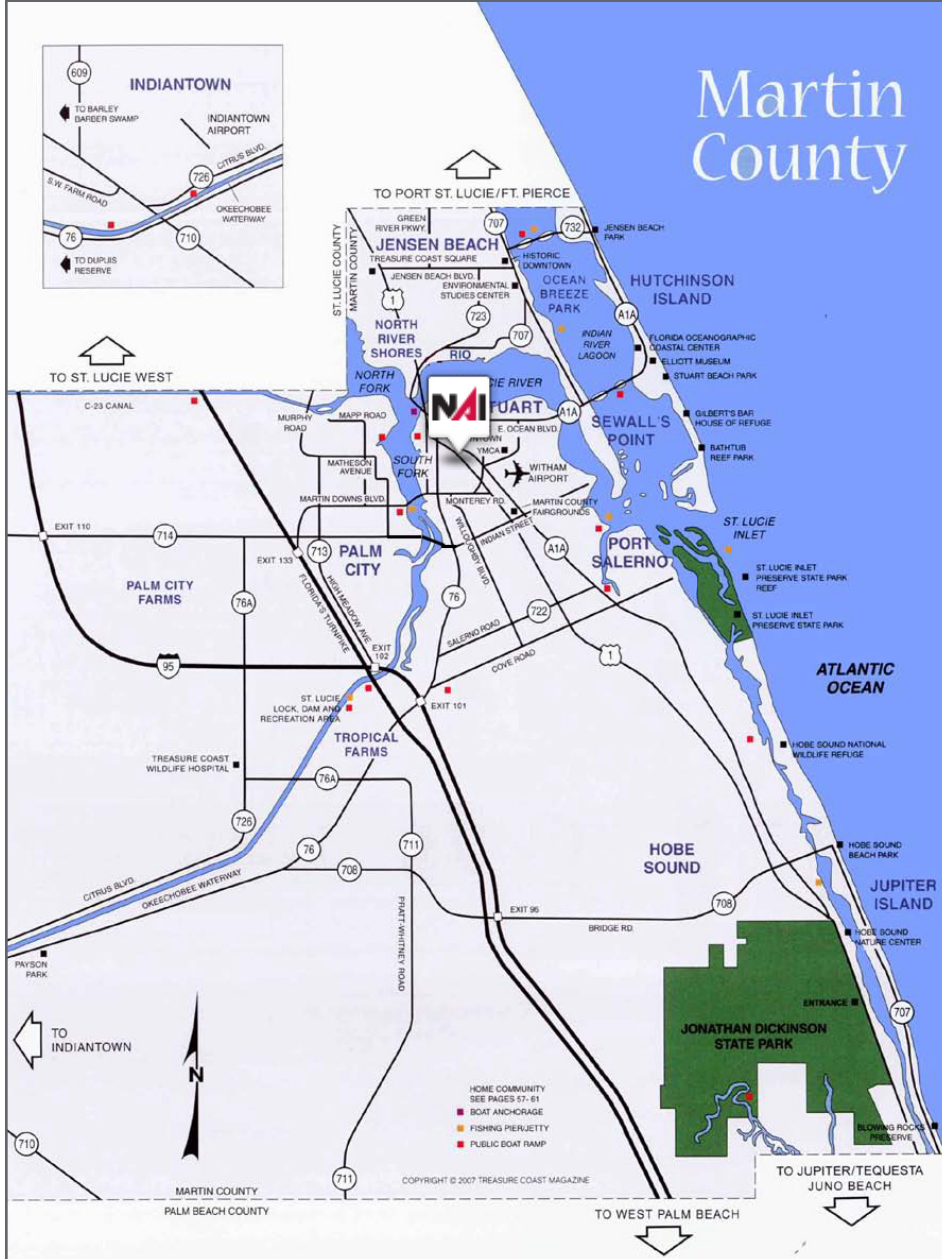 Martin
County
609
INDIANTOWN
TO BARLEY
BARBER SWAMP
INDIANTOWN
AIRPORT
CITRUS BLVD.
726
S.W. FARM ROAD
OKEECHOBEE
WATERWAY
76
710
TO DUPUIS
RESERVE
TO PORT ST. LUCIE/FT. PIERCE
ST. LUCIE COUNTY
MARTIN COUNTY
GREEN
RIVER PKWY.
707
732
JENSEN BEACH
PARK
JENSEN BEACH
TREASURE COAST SQUARE
HISTORIC
DOWNTOWN
JENSEN BEACH BLVD.
ENVIRONMENTAL
STUDIES CENTER
OCEAN
BREEZE
PARK
HUTCHINSON
ISLAND
1
723
A1A
NORTH
RIVER
SHORES
707
INDIAN
RIVER
LAGOON
FLORIDA OCEANOGRAPHIC
COASTAL CENTER
RIO
ELLIOTT MUSEUM
STUART BEACH PARK
TO ST. LUCIE WEST
NORTH
FORK
CIE RIVER
NAI
TUART
C-23 CANAL
MURPHY
ROAD
MAPP ROAD
A1A
SEWALL'S
POINT
GILBERT'S BAR
HOUSE OF REFUGE
E. OCEAN BLVD.
NTOWN
YMCA
BATHTUB
REEF PARK
MATHESON
AVENUE
SOUTH
FORK
WITHAM
AIRPORT
MARTIN DOWNS BLVD.
MONTEREY RD.
MARTIN COUNTY
FAIRGROUNDS
EXIT 110
714
INDIAN STREET
ST. LUCIE
INLET
WILLOUGHBY BLVD.
A1A
PORT
SALERNO
EXIT 133
713
PALM
CITY
ST. LUCIE INLET
PRESERVE STATE PARK
REEF
PALM CITY
FARMS
76A
HIGH MEADOW AVE.
FLORIDA'S TURNPIKE
76
722
SALERNO ROAD
ST. LUCIE INLET
PRESERVE STATE PARK
EXIT
102
COVE ROAD
1
95
ATLANTIC
OCEAN
ST. LUCIE
LOCK, DAM AND
RECREATION AREA
EXIT 101
TROPICAL
FARMS
HOBE SOUND NATIONAL
WILDLIFE REFUGE
TREASURE COAST
WILDLIFE HOSPITAL
76A
726
76
711
HOBE
SOUND
HOBE SOUND
BEACH PARK
708
CITRUS BLVD.
OKEECHOBEE WATERWAY
JUPITER
ISLAND
PRATT-WHITNEY ROAD
EXIT 96
708
BRIDGE RD.
HOBE SOUND
NATURE CENTER
PAYSON
PARK
ENTRANCE
707
TO
INDIANTOWN
JONATHAN DICKINSON
STATE PARK
N
HOME COMMUNITY
SEE PAGES 57- 61
BOAT ANCHORAGE
FISHING PIER/JETTY
PUBLIC BOAT RAMP
BLOWING ROCKS
PRESERVE
710
711
COPYRIGHT © 2007 TREASURE COAST MAGAZINE
TO JUPITER/TEQUESTA
JUNO BEACH
MARTIN COUNTY
PALM BEACH COUNTY
TO WEST PALM BEACH